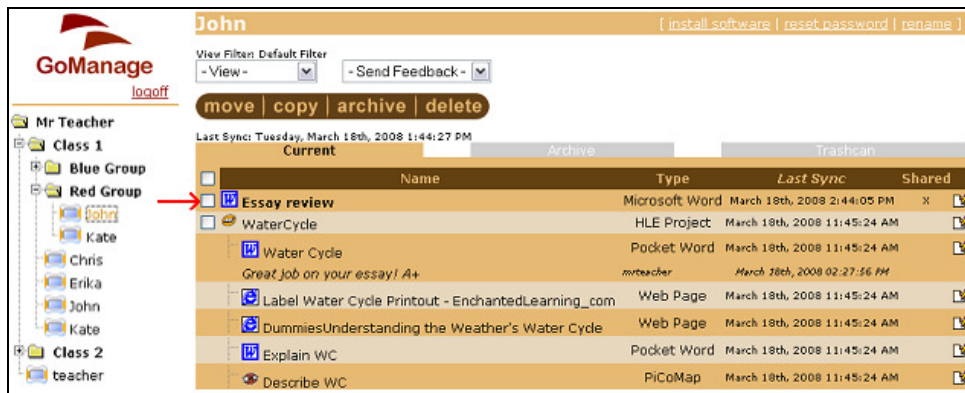 GoManage
logoff
Mr Teacher
Class 1
Blue Group
Red Group
John
Kate
Chris
Erika
John
Kate
Class 2
teacher
John [ install software | reset password | rename ]
View Filter: Default Filter
- View - - Send Feedback -
move | copy | archive | delete
Last Sync: Tuesday, March 18th, 2008 1:44:27 PM
Current Archive Trashcan
Name Type Last Sync Shared
Essay review Microsoft Word March 18th, 2008 2:44:05 PM x
WaterCycle HLE Project March 18th, 2008 11:45:24 AM
Water Cycle Pocket Word March 18th, 2008 11:45:24 AM
Great job on your essay! A+ mrteacher March 18th, 2008 02:27:56 PM
Label Water Cycle Printout - EnchantedLearning_com Web Page March 18th, 2008 11:45:24 AM
DummiesUnderstanding the Weather's Water Cycle Web Page March 18th, 2008 11:45:24 AM
Explain WC Pocket Word March 18th, 2008 11:45:24 AM
Describe WC PiCoMap March 18th, 2008 11:45:24 AM